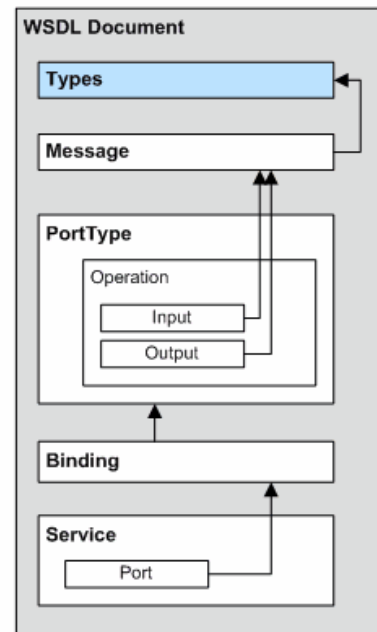 WSDL Document
Types
Message
PortType
Operation
Input
Output
Binding
Service
Port